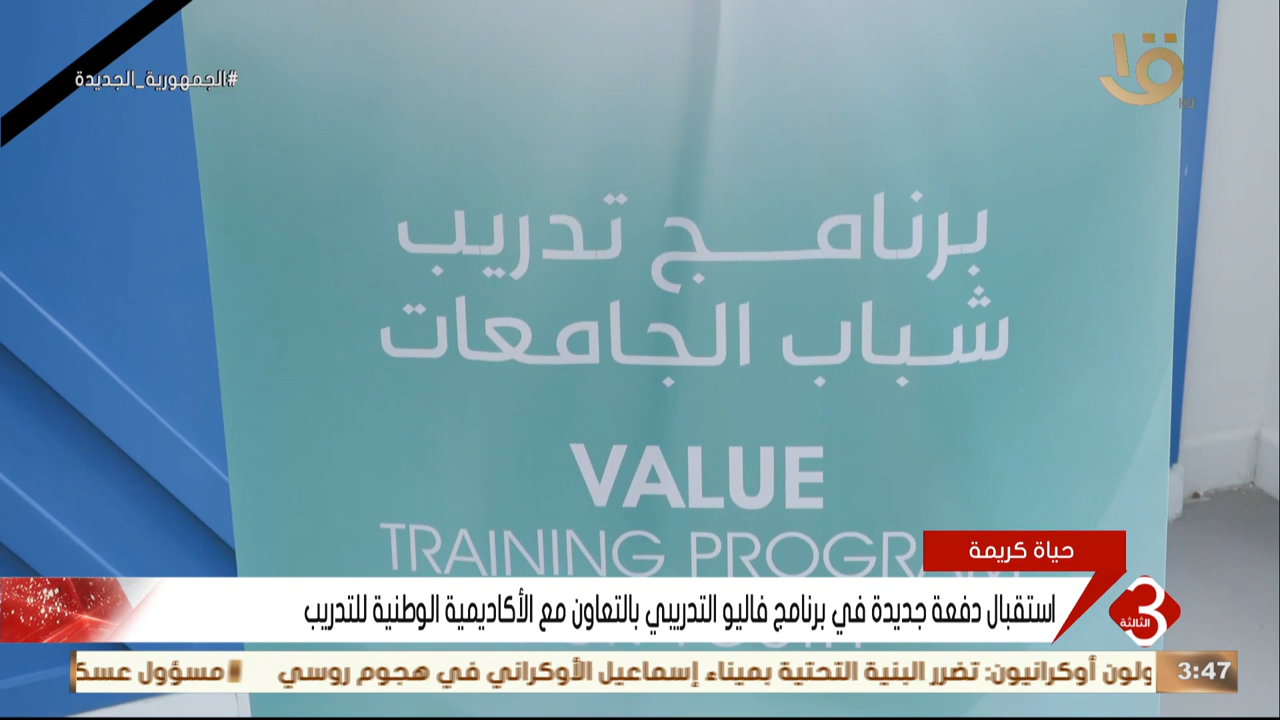 #الجمهورية_الجديدة
HD
برنامج تدريب
شباب الجامعات
VALUE
TRAINING PROGRAM
حياة كريمة
استقبال دفعة جديدة في برنامج فاليو التدريبي بالتعاون مع الأكاديمية الوطنية للتدريب
3
الثالثة
ولون أوكرانيون: تضرر البنية التحتية بميناء إسماعيل الأوكراني في هجوم روسي ■ مسؤول عسك
3:47